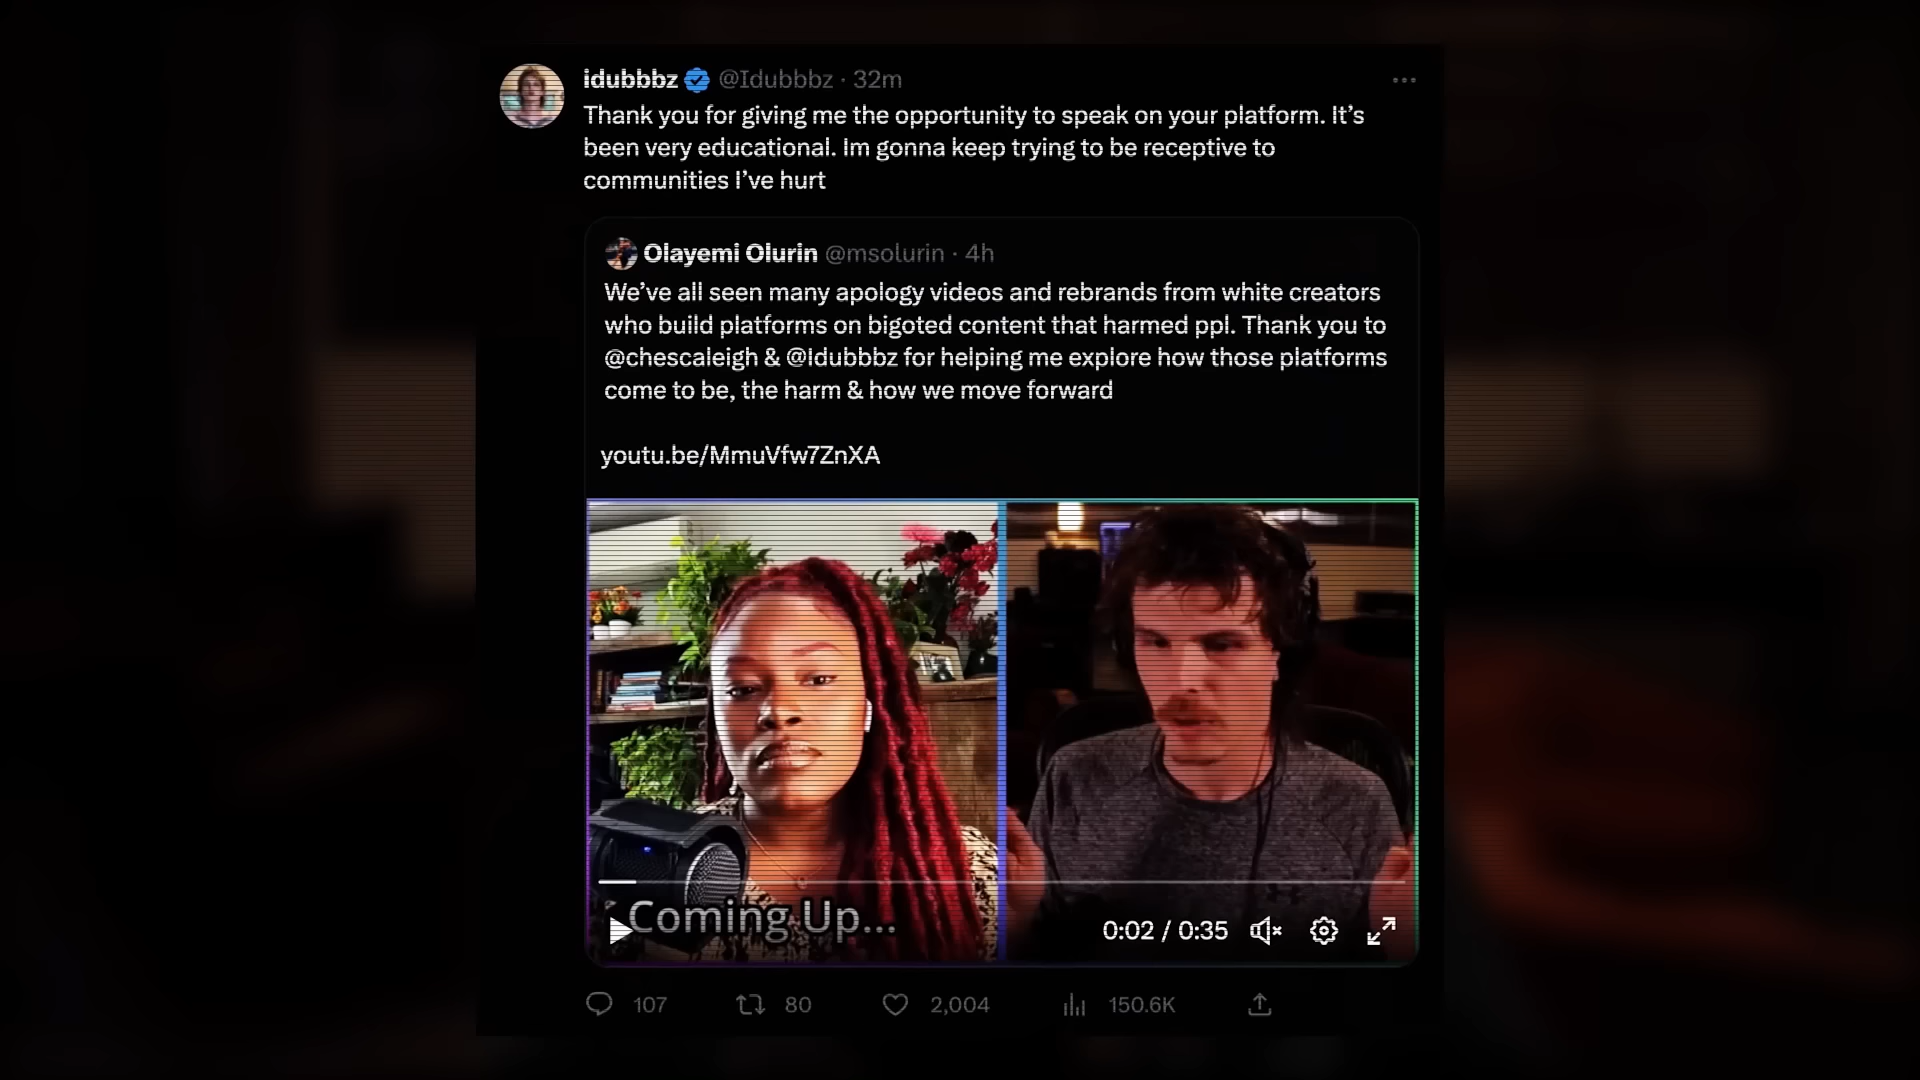 idubbbz @Idubbbz · 32m
Thank you for giving me the opportunity to speak on your platform. It’s
been very educational. Im gonna keep trying to be receptive to
communities I’ve hurt
Olayemi Olurin @msolurin · 4h
We’ve all seen many apology videos and rebrands from white creators
who build platforms on bigoted content that harmed ppl. Thank you to
@chescaleigh & @Idubbbz for helping me explore how those platforms
come to be, the harm & how we move forward
youtu.be/MmuVfw7ZnXA
Coming Up...
0:02 / 0:35
107 80 2,004 150.6K